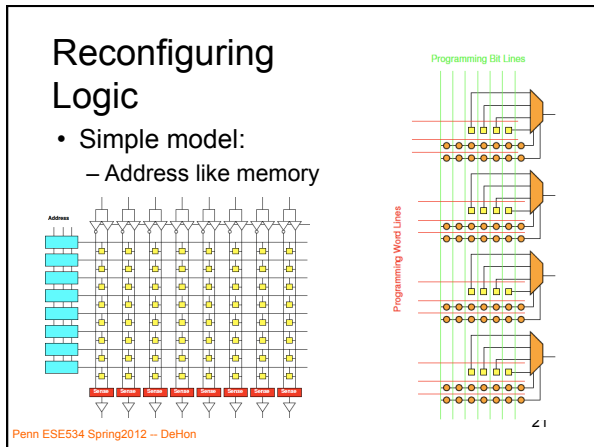 Reconfiguring
Logic
• Simple model:
– Address like memory
Address
Sense Sense Sense Sense Sense Sense Sense Sense
Programming Bit Lines
Programming Word Lines
Penn ESE534 Spring2012 -- DeHon
21